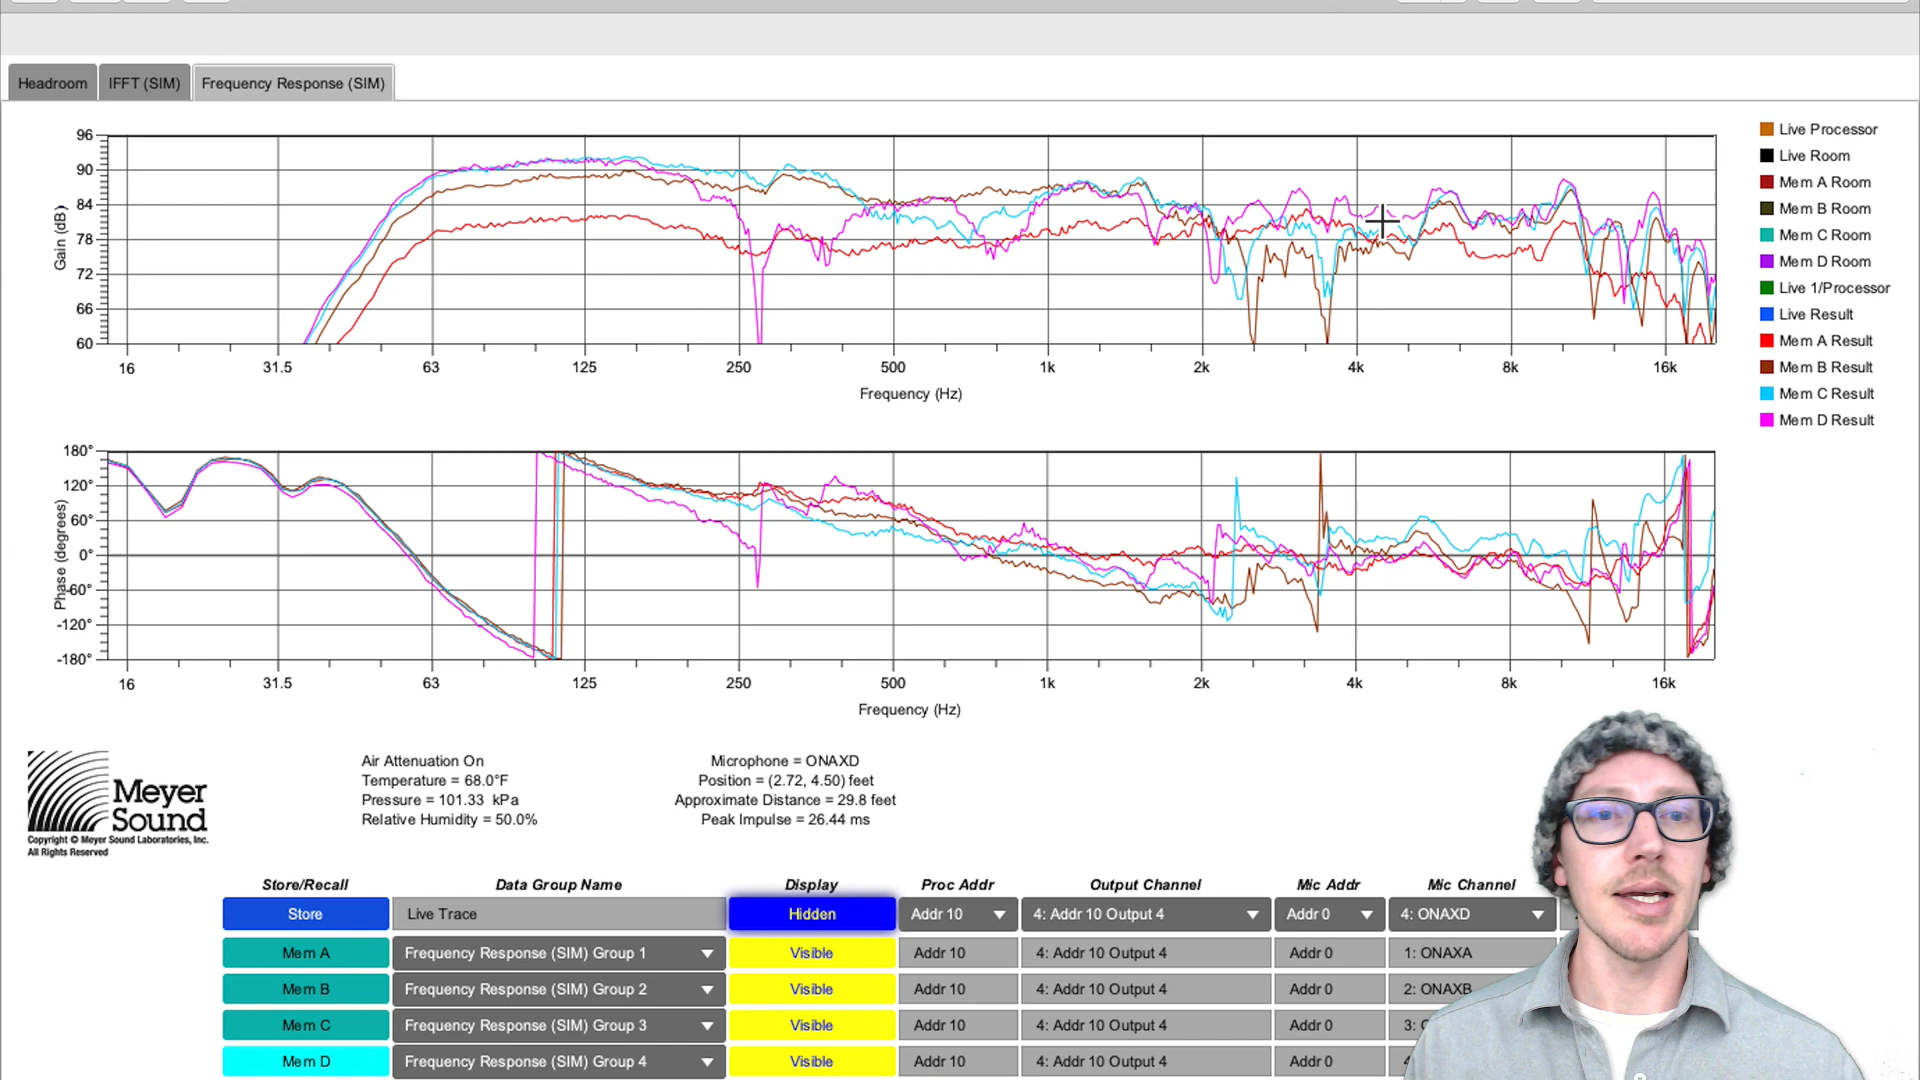 Headroom IFFT (SIM) Frequency Response (SIM)
96
90
84
78
72
66
60
Gain (dB)
16 31.5 63 125 250 500 1k 2k 4k 8k 16k
Frequency (Hz)
Live Processor
Live Room
Mem A Room
Mem B Room
Mem C Room
Mem D Room
Live 1/Processor
Live Result
Mem A Result
Mem B Result
Mem C Result
Mem D Result
180°
120°
60°
0°
-60°
-120°
-180°
Phase (degrees)
16 31.5 63 125 250 500 1k 2k 4k 8k 16k
Frequency (Hz)
Meyer
Sound
Copyright © Meyer Sound Laboratories, Inc.
All Rights Reserved
Air Attenuation On
Temperature = 68.0°F
Pressure = 101.33 kPa
Relative Humidity = 50.0%
Microphone = ONAXD
Position = (2.72, 4.50) feet
Approximate Distance = 29.8 feet
Peak Impulse = 26.44 ms
Store/Recall Data Group Name Display Proc Addr Output Channel Mic Addr Mic Channel
Store Live Trace Hidden Addr 10 4: Addr 10 Output 4 Addr 0 4: ONAXD
Mem A Frequency Response (SIM) Group 1 Visible Addr 10 4: Addr 10 Output 4 Addr 0 1: ONAXA
Mem B Frequency Response (SIM) Group 2 Visible Addr 10 4: Addr 10 Output 4 Addr 0 2: ONAXB
Mem C Frequency Response (SIM) Group 3 Visible Addr 10 4: Addr 10 Output 4 Addr 0 3:
Mem D Frequency Response (SIM) Group 4 Visible Addr 10 4: Addr 10 Output 4 Addr 0